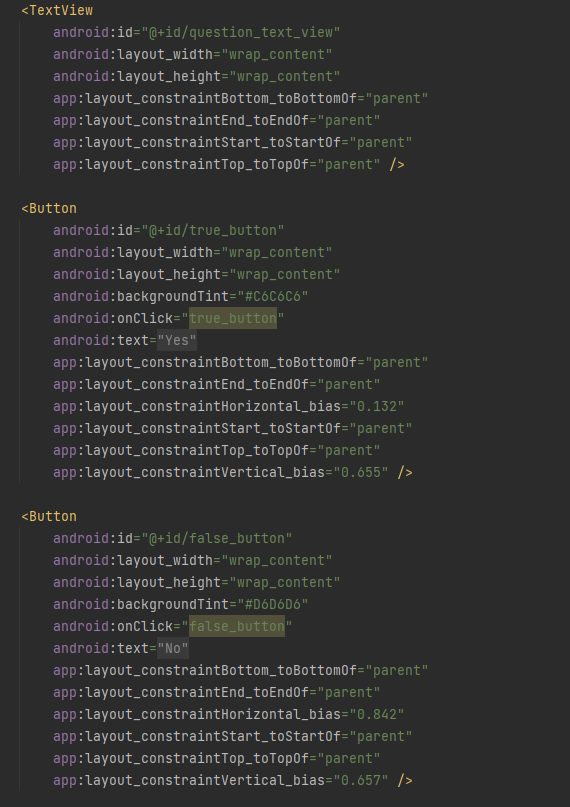 <TextView
    android:id="@+id/question_text_view"
    android:layout_width="wrap_content"
    android:layout_height="wrap_content"
    app:layout_constraintBottom_toBottomOf="parent"
    app:layout_constraintEnd_toEndOf="parent"
    app:layout_constraintStart_toStartOf="parent"
    app:layout_constraintTop_toTopOf="parent" />

<Button
    android:id="@+id/true_button"
    android:layout_width="wrap_content"
    android:layout_height="wrap_content"
    android:backgroundTint="#C6C6C6"
    android:onClick="true_button"
    android:text="Yes"
    app:layout_constraintBottom_toBottomOf="parent"
    app:layout_constraintEnd_toEndOf="parent"
    app:layout_constraintHorizontal_bias="0.132"
    app:layout_constraintStart_toStartOf="parent"
    app:layout_constraintTop_toTopOf="parent"
    app:layout_constraintVertical_bias="0.655" />

<Button
    android:id="@+id/false_button"
    android:layout_width="wrap_content"
    android:layout_height="wrap_content"
    android:backgroundTint="#D6D6D6"
    android:onClick="false_button"
    android:text="No"
    app:layout_constraintBottom_toBottomOf="parent"
    app:layout_constraintEnd_toEndOf="parent"
    app:layout_constraintHorizontal_bias="0.842"
    app:layout_constraintStart_toStartOf="parent"
    app:layout_constraintTop_toTopOf="parent"
    app:layout_constraintVertical_bias="0.657" />